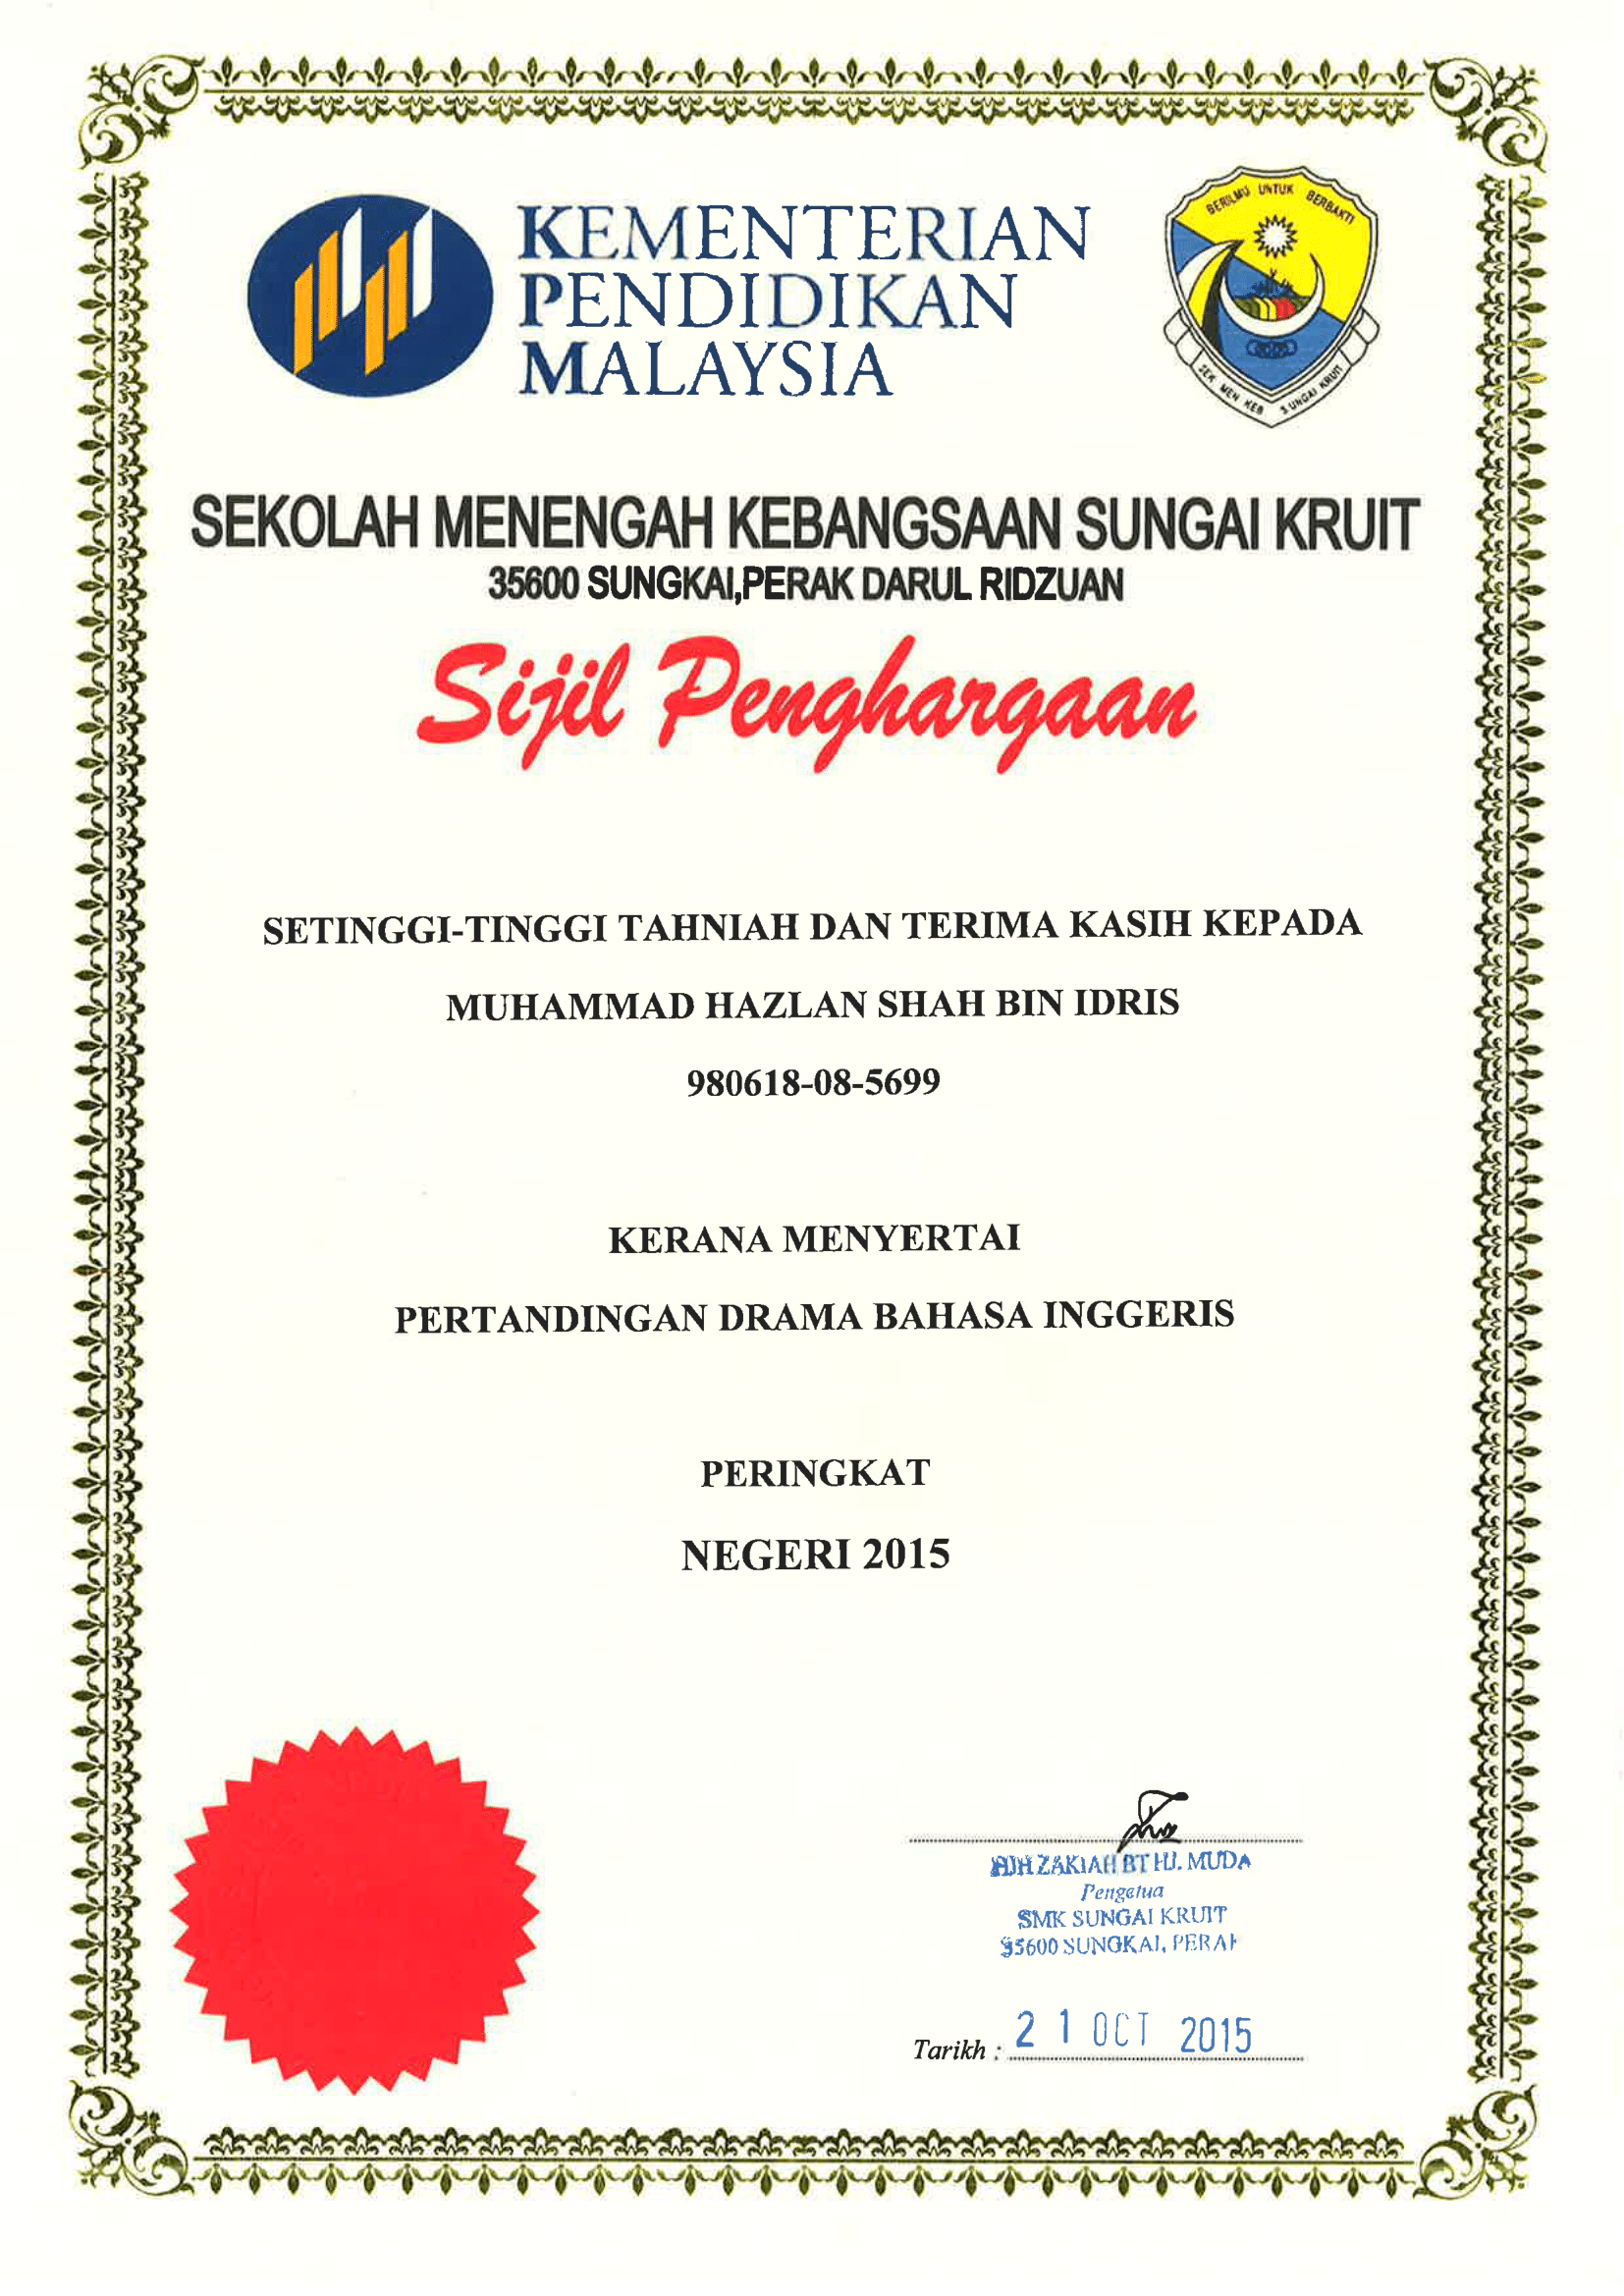 KEMENTERIAN
PENDIDIKAN
MALAYSIA
BERILMU UNTUK BERBAKTI
SEK MEN KEB SUNGAI KRUIT
SEKOLAH MENENGAH KEBANGSAAN SUNGAI KRUIT
35600 SUNGKAI,PERAK DARUL RIDZUAN
Sijil Penghargaan
SETINGGI-TINGGI TAHNIAH DAN TERIMA KASIH KEPADA
MUHAMMAD HAZLAN SHAH BIN IDRIS
980618-08-5699
KERANA MENYERTAI
PERTANDINGAN DRAMA BAHASA INGGERIS
PERINGKAT
NEGERI 2015
HJH ZAKIAH BT HJ. MUDA
Pengetua
SMK SUNGAI KRUIT
35600 SUNGKAI, PERAK
Tarikh : 21 OCT 2015